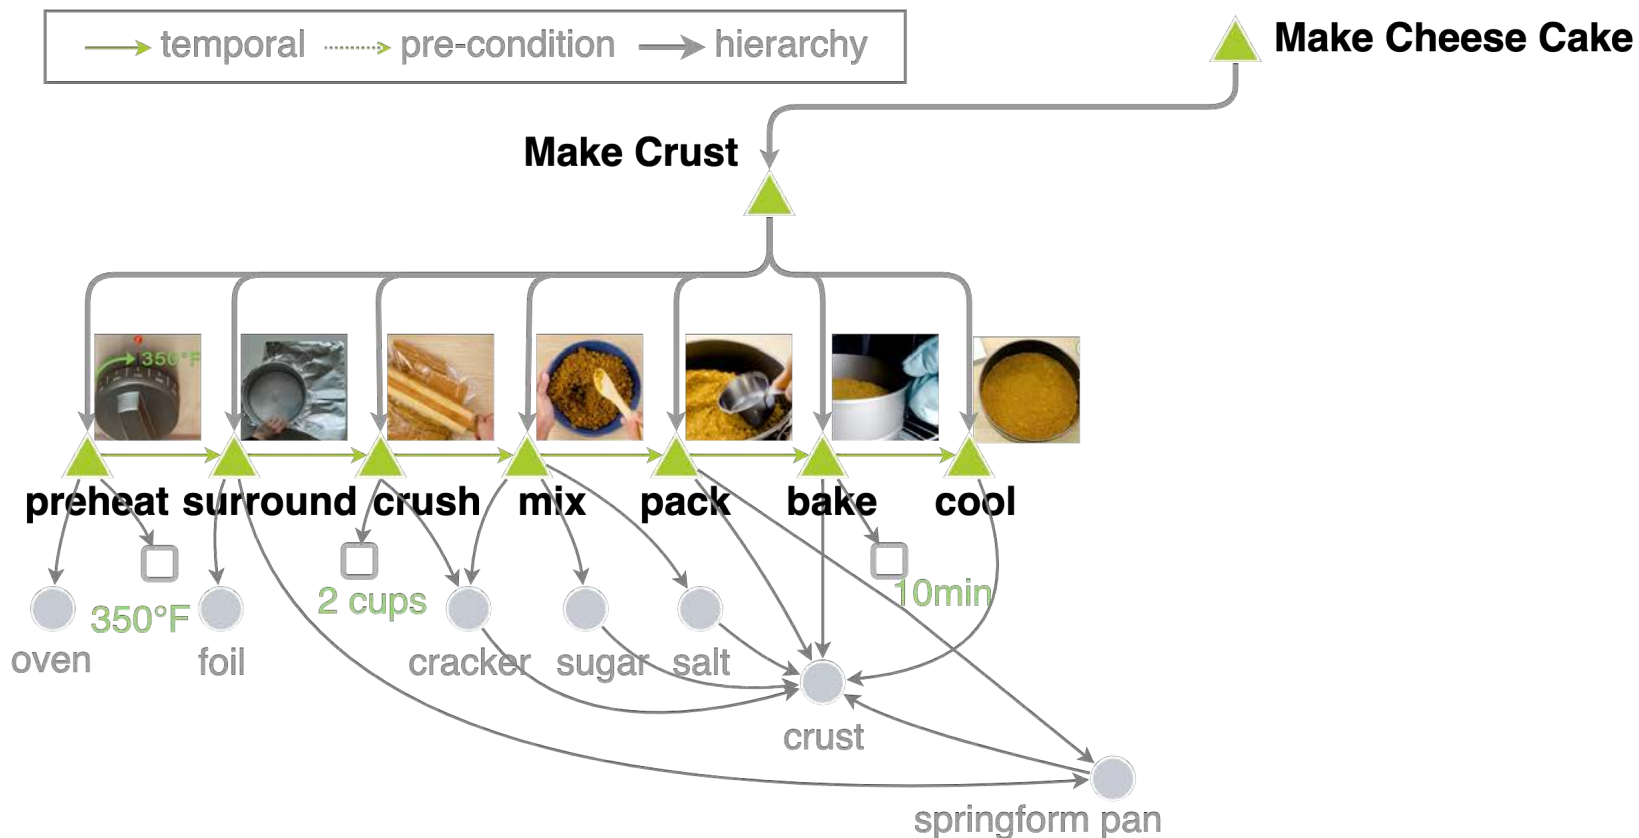 temporal pre-condition hierarchy
Make Cheese Cake
Make Crust
350°F
preheat surround crush mix pack bake cool
350°F 2 cups 10min
oven foil cracker sugar salt
crust
springform pan